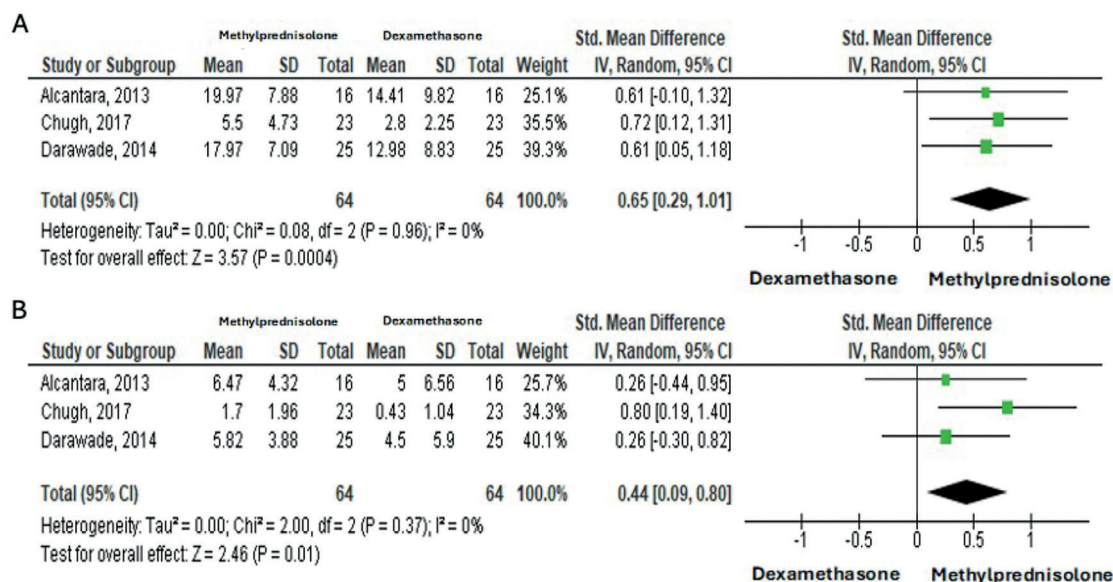 A
Methylprednisolone Dexamethasone Std. Mean Difference Std. Mean Difference
Study or Subgroup Mean SD Total Mean SD Total Weight IV, Random, 95% CI IV, Random, 95% CI
Alcantara, 2013 19.97 7.88 16 14.41 9.82 16 25.1% 0.61 [-0.10, 1.32]
Chugh, 2017 5.5 4.73 23 2.8 2.25 23 35.5% 0.72 [0.12, 1.31]
Darawade, 2014 17.97 7.09 25 12.98 8.83 25 39.3% 0.61 [0.05, 1.18]
Total (95% CI) 64 64 100.0% 0.65 [0.29, 1.01]
Heterogeneity: Tau² = 0.00; Chi² = 0.08, df = 2 (P = 0.96); I² = 0%
Test for overall effect: Z = 3.57 (P = 0.0004)
-1 -0.5 0 0.5 1
Dexamethasone Methylprednisolone
B
Methylprednisolone Dexamethasone Std. Mean Difference Std. Mean Difference
Study or Subgroup Mean SD Total Mean SD Total Weight IV, Random, 95% CI IV, Random, 95% CI
Alcantara, 2013 6.47 4.32 16 5 6.56 16 25.7% 0.26 [-0.44, 0.95]
Chugh, 2017 1.7 1.96 23 0.43 1.04 23 34.3% 0.80 [0.19, 1.40]
Darawade, 2014 5.82 3.88 25 4.5 5.9 25 40.1% 0.26 [-0.30, 0.82]
Total (95% CI) 64 64 100.0% 0.44 [0.09, 0.80]
Heterogeneity: Tau² = 0.00; Chi² = 2.00, df = 2 (P = 0.37); I² = 0%
Test for overall effect: Z = 2.46 (P = 0.01)
-1 -0.5 0 0.5 1
Dexamethasone Methylprednisolone